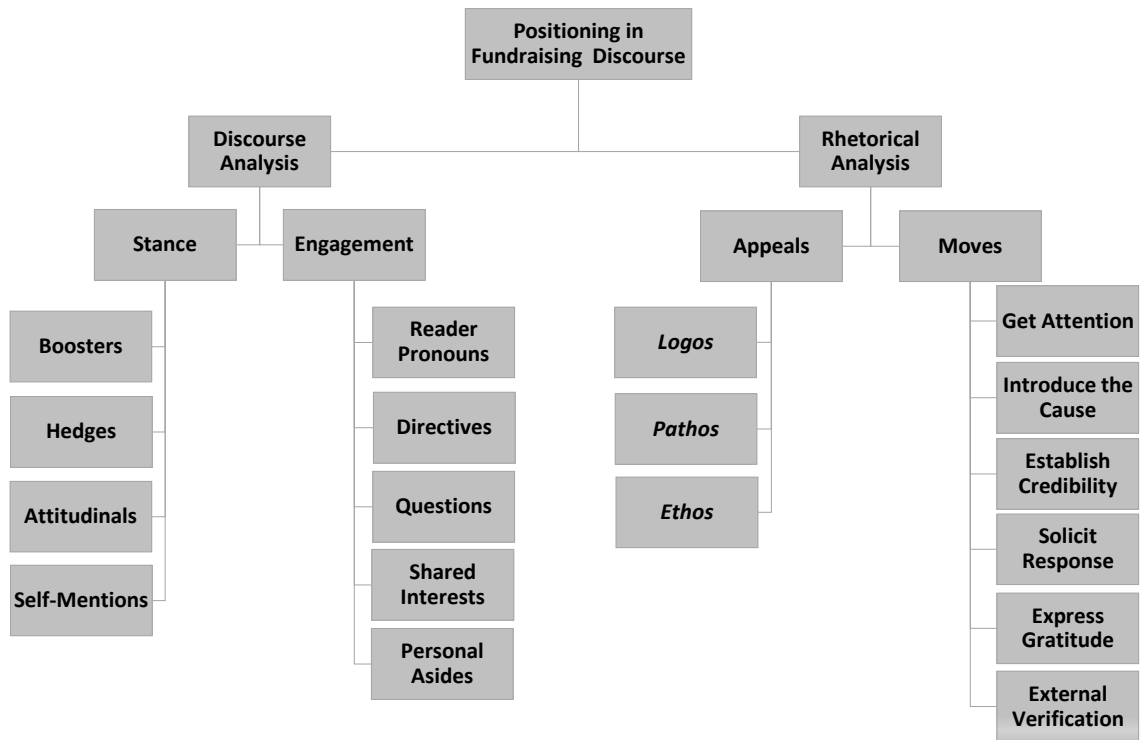 Positioning in
Fundraising Discourse
Discourse
Analysis
Rhetorical
Analysis
Stance
Engagement
Appeals
Moves
Boosters
Hedges
Attitudinals
Self-Mentions
Reader
Pronouns
Directives
Questions
Shared
Interests
Personal
Asides
Logos
Pathos
Ethos
Get Attention
Introduce the
Cause
Establish
Credibility
Solicit
Response
Express
Gratitude
External
Verification